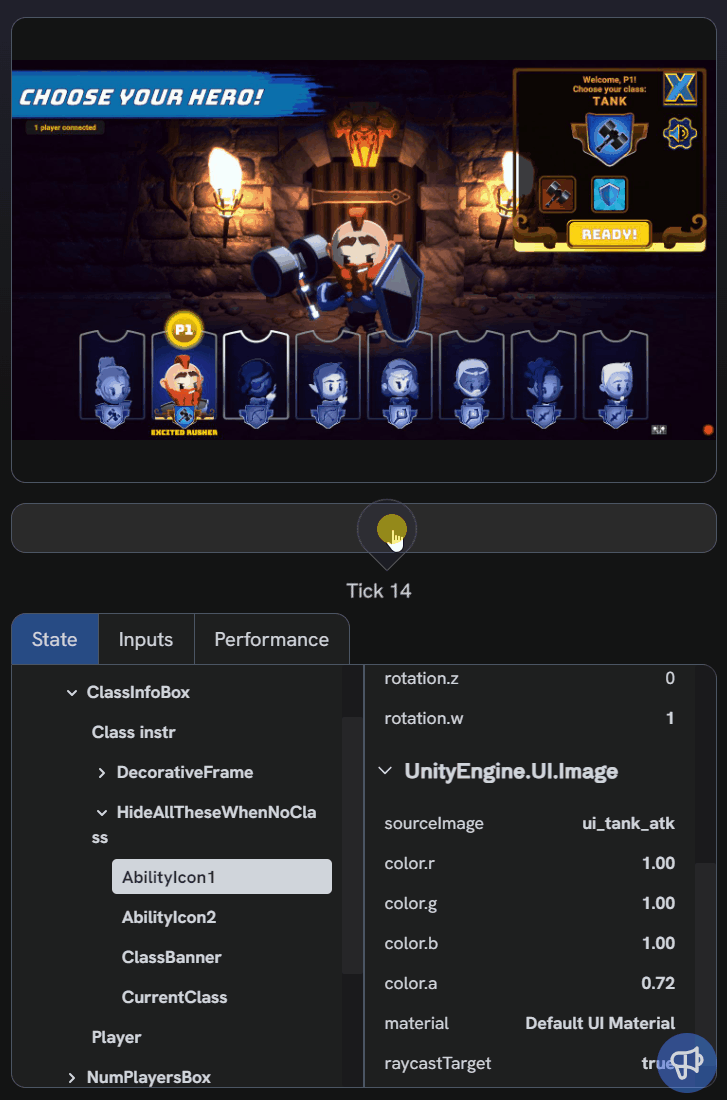 CHOOSE YOUR HERO!
1 player connected
Welcome, P1!
Choose your class:
TANK
READY!
P1
EXCITED RUSHER
Tick 14
State
Inputs
Performance
ClassInfoBox
Class instr
DecorativeFrame
HideAllTheseWhenNoCla
ss
AbilityIcon1
AbilityIcon2
ClassBanner
CurrentClass
Player
NumPlayersBox
rotation.z 0
rotation.w 1
UnityEngine.UI.Image
sourceImage ui_tank_atk
color.r 1.00
color.g 1.00
color.b 1.00
color.a 0.72
material Default UI Material
raycastTarget true